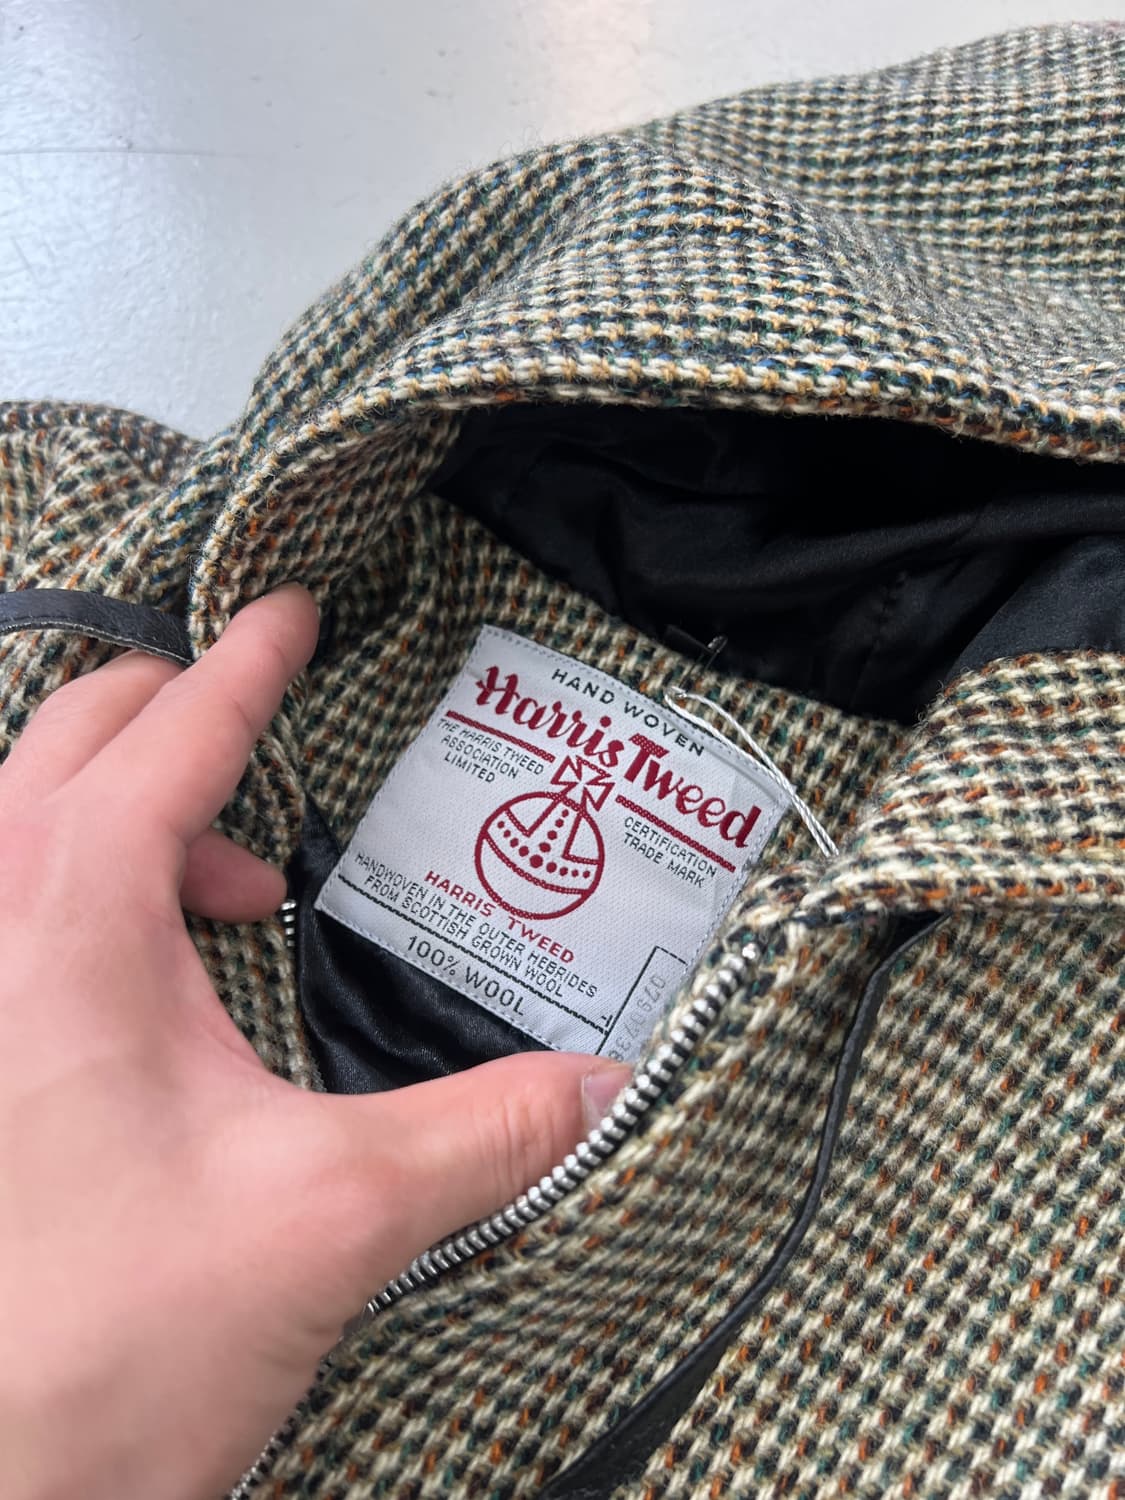 HAND WOVEN
Harris Tweed
THE HARRIS TWEED
ASSOCIATION
LIMITED
CERTIFICATION
TRADE MARK
HARRIS TWEED
HANDWOVEN IN THE OUTER HEBRIDES
FROM SCOTTISH GROWN WOOL
100% WOOL